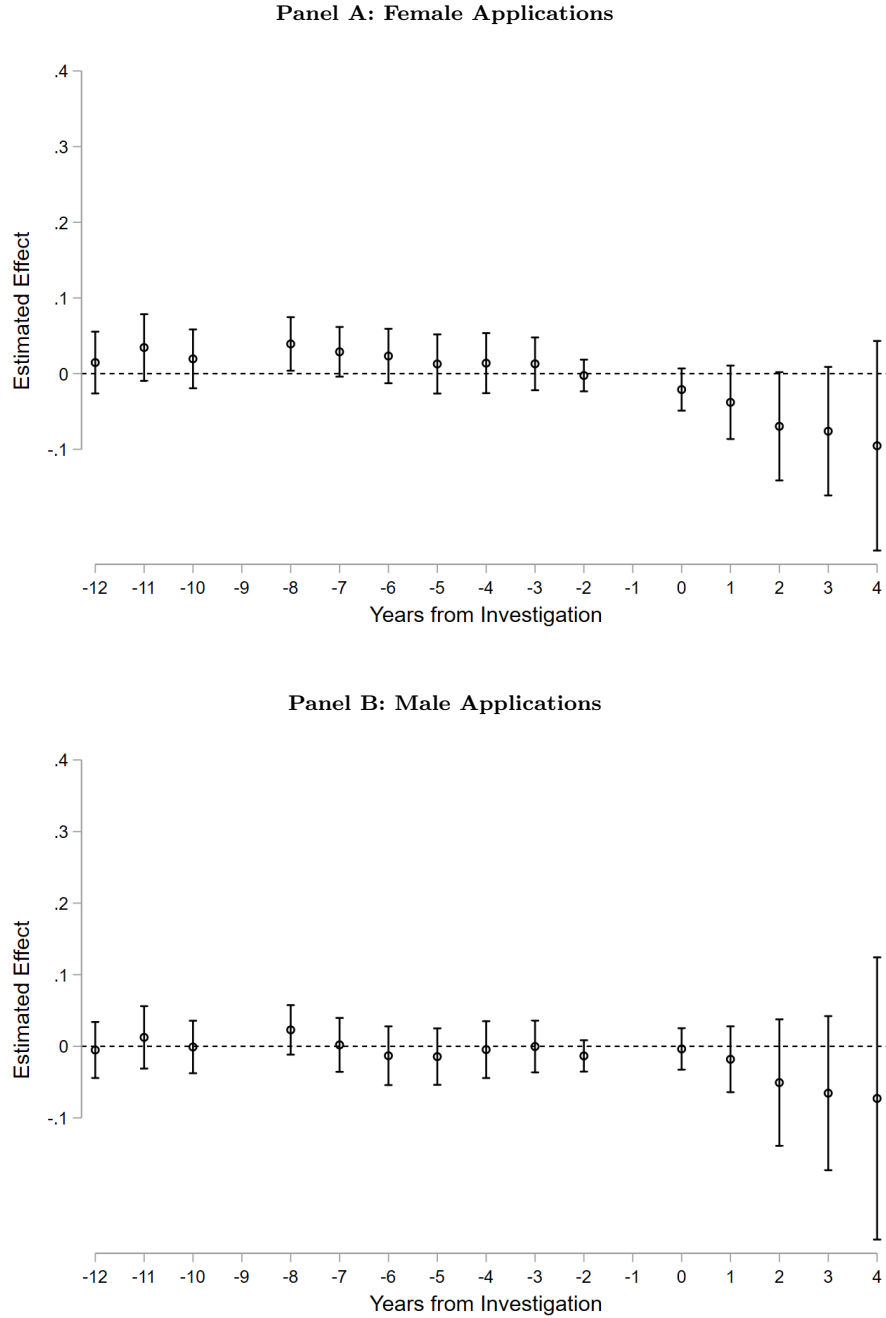 Panel A: Female Applications
.4
.3
.2
.1
0
-.1
Estimated Effect
-12 -11 -10 -9 -8 -7 -6 -5 -4 -3 -2 -1 0 1 2 3 4
Years from Investigation
Panel B: Male Applications
.4
.3
.2
.1
0
-.1
Estimated Effect
-12 -11 -10 -9 -8 -7 -6 -5 -4 -3 -2 -1 0 1 2 3 4
Years from Investigation